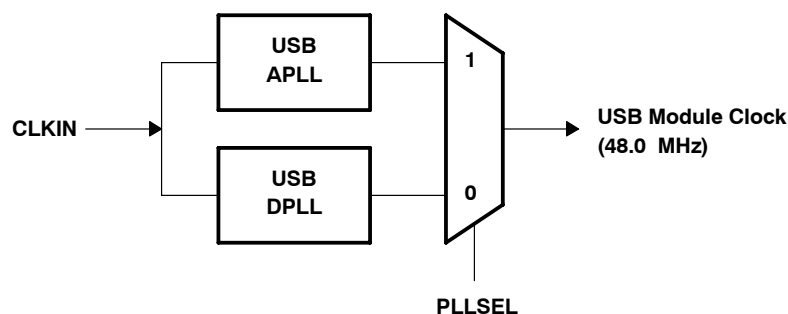 USB
APLL
1
CLKIN
USB Module Clock
(48.0 MHz)
USB
DPLL
0
PLLSEL